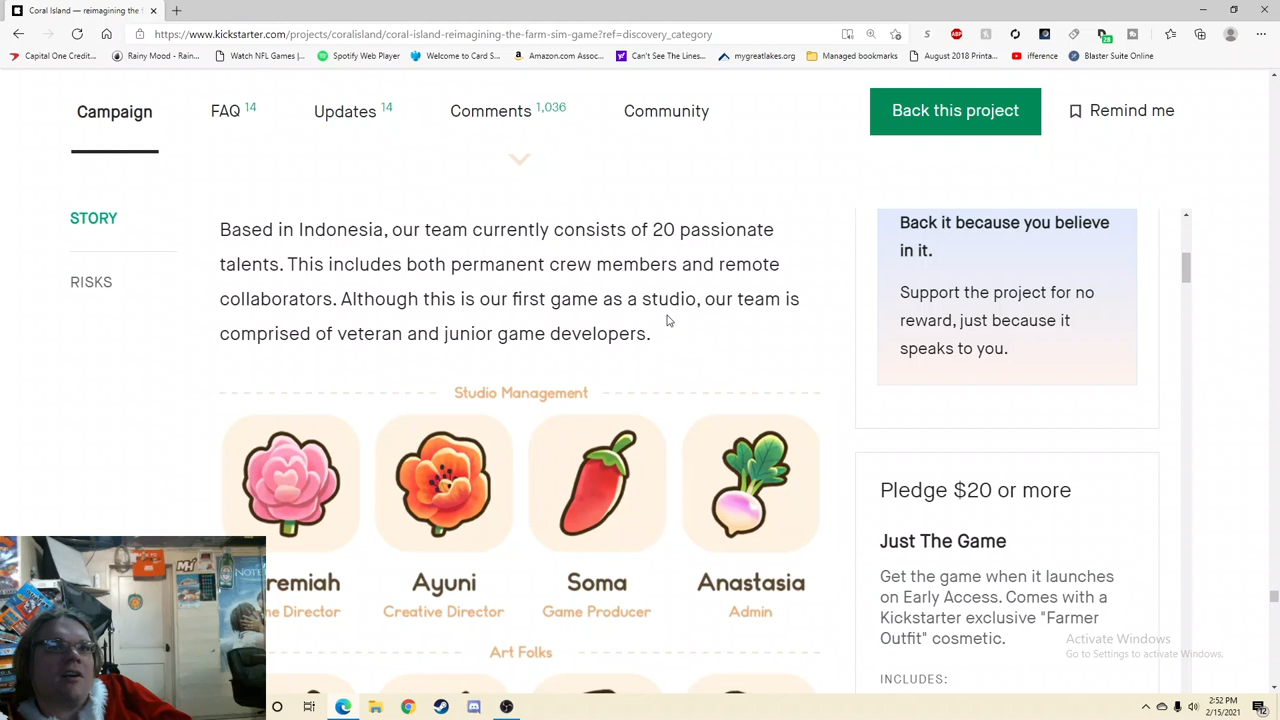 Coral Island — reimagining the f
https://www.kickstarter.com/projects/coralisland/coral-island-reimagining-the-farm-sim-game?ref=discovery_category
Capital One Credit...
Rainy Mood - Rain...
Watch NFL Games |...
Spotify Web Player
Welcome to Card S...
Amazon.com Assoc...
Can't See The Lines...
mygreatlakes.org
Managed bookmarks
August 2018 Printa...
ifference
Blaster Suite Online
Campaign
FAQ 14
Updates 14
Comments 1,036
Community
Back this project
Remind me
STORY
RISKS
Based in Indonesia, our team currently consists of 20 passionate
talents. This includes both permanent crew members and remote
collaborators. Although this is our first game as a studio, our team is
comprised of veteran and junior game developers.
Studio Management
remiah
Ayuni
Soma
Anastasia
me Director
Creative Director
Game Producer
Admin
Art Folks
Back it because you believe
in it.
Support the project for no
reward, just because it
speaks to you.
Pledge $20 or more
Just The Game
Get the game when it launches
on Early Access. Comes with a
Kickstarter exclusive "Farmer
Outfit" cosmetic.
INCLUDES:
Activate Windows
Go to Settings to activate Windows.
2:52 PM
2/15/2021